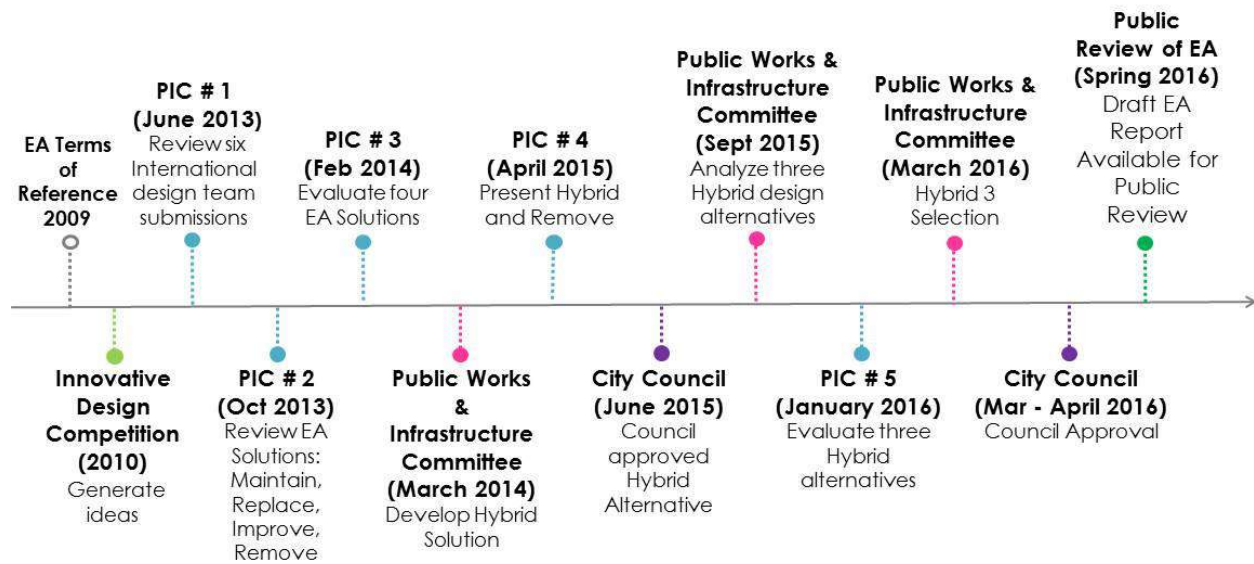 EA Terms
of
Reference
2009
PIC # 1
(June 2013)
Review six
International
design team
submissions
PIC # 3
(Feb 2014)
Evaluate four
EA Solutions
PIC # 4
(April 2015)
Present Hybrid
and Remove
Public Works &
Infrastructure
Committee
(Sept 2015)
Analyze three
Hybrid design
alternatives
Public Works &
Infrastructure
Committee
(March 2016)
Hybrid 3
Selection
Public
Review of EA
(Spring 2016)
Draft EA
Report
Available for
Public
Review
Innovative
Design
Competition
(2010)
Generate
ideas
PIC # 2
(Oct 2013)
Review EA
Solutions:
Maintain,
Replace,
Improve,
Remove
Public Works
&
Infrastructure
Committee
(March 2014)
Develop Hybrid
Solution
City Council
(June 2015)
Council
approved
Hybrid
Alternative
PIC # 5
(January 2016)
Evaluate three
Hybrid
alternatives
City Council
(Mar - April 2016)
Council Approval